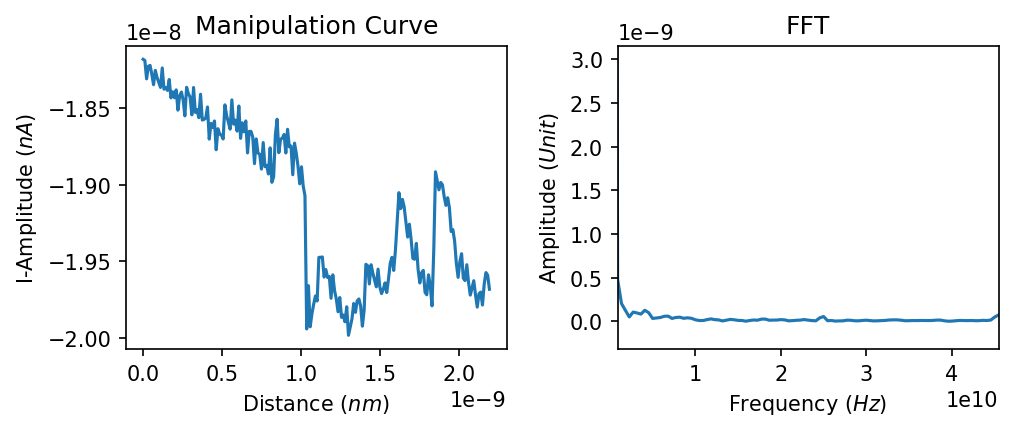 Manipulation Curve
1e−8
I-Amplitude (nA)
−1.85
−1.90
−1.95
−2.00
0.0 0.5 1.0 1.5 2.0
Distance (nm)
1e−9
FFT
1e−9
Amplitude (Unit)
3.0
2.5
2.0
1.5
1.0
0.5
0.0
1 2 3 4
Frequency (Hz)
1e10